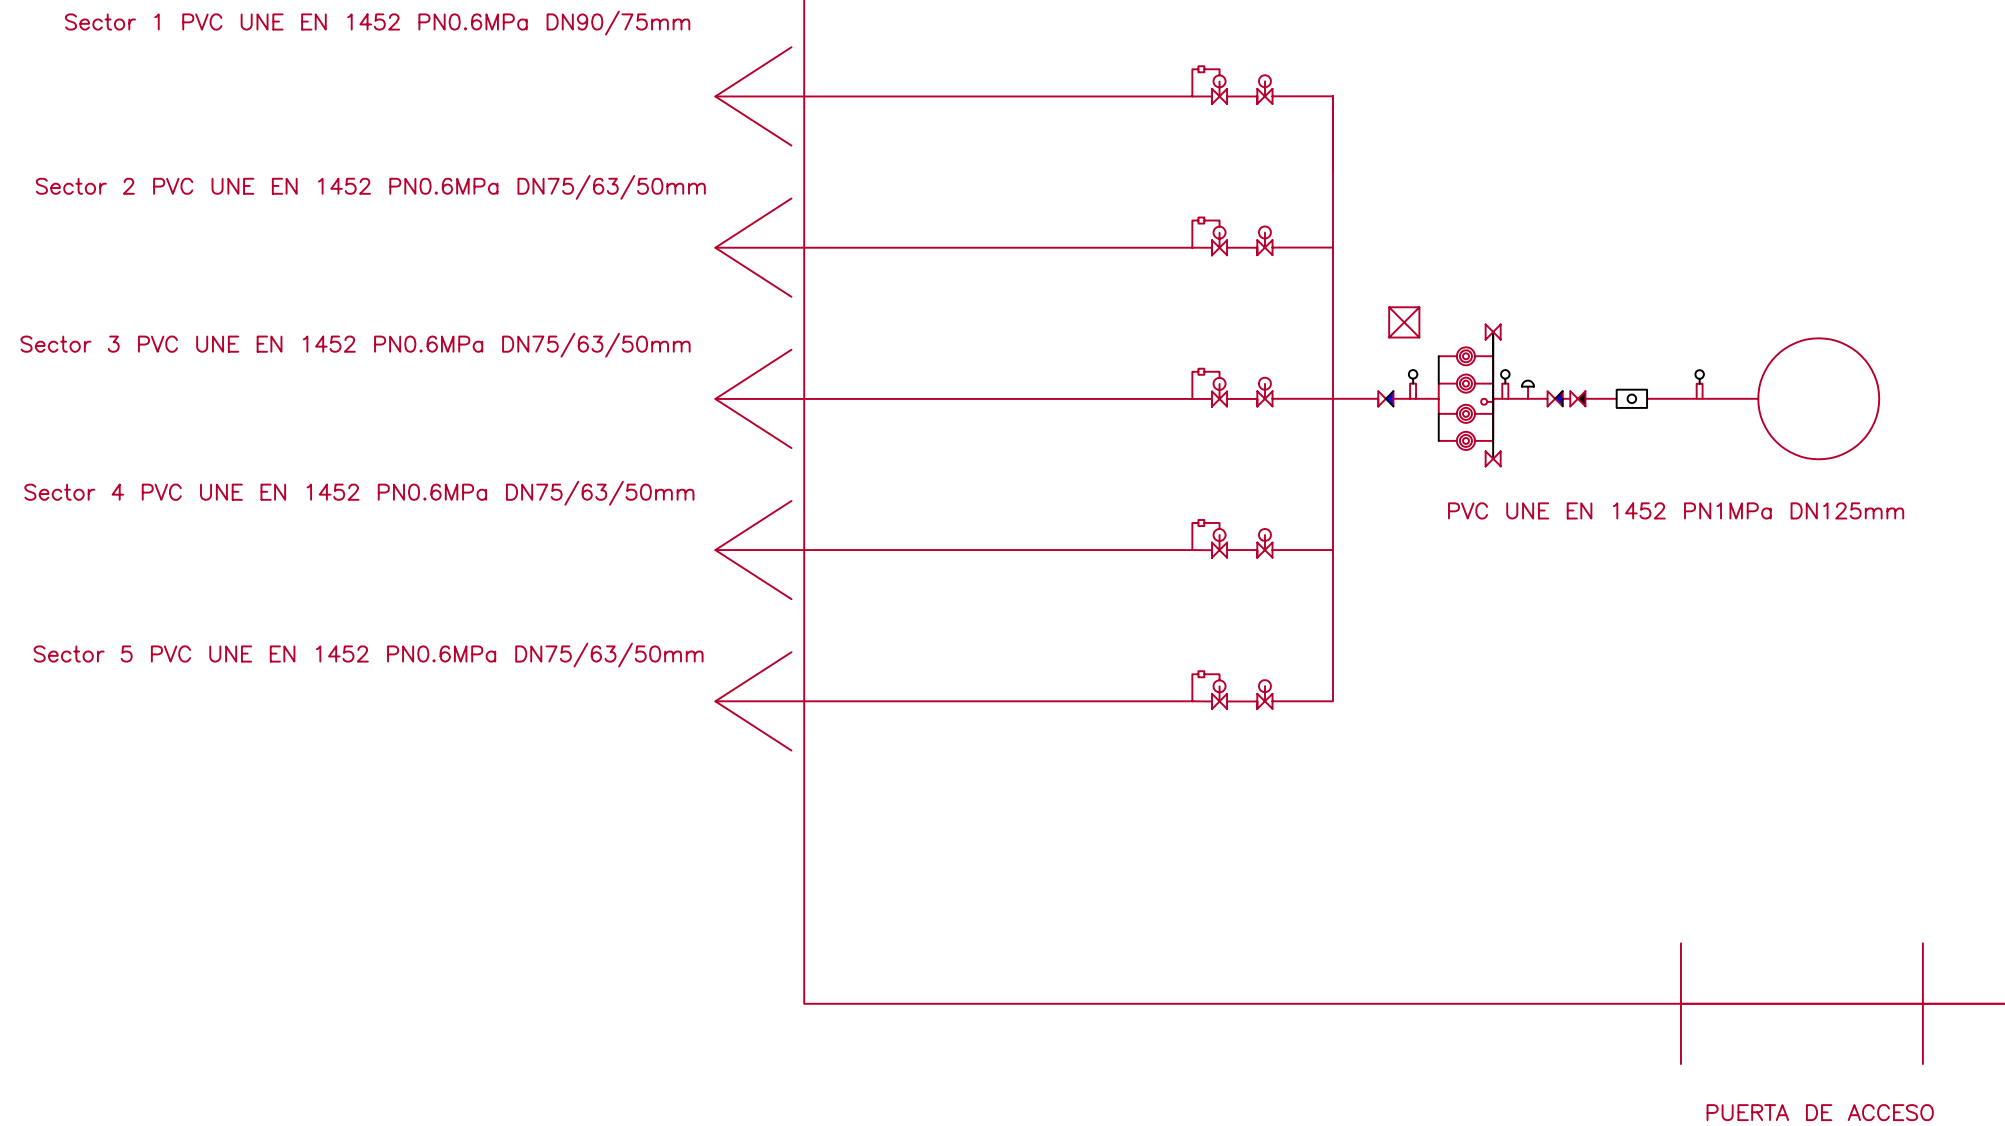 Sector 1 PVC UNE EN 1452 PN0.6MPa DN90/75mm
Sector 2 PVC UNE EN 1452 PN0.6MPa DN75/63/50mm
Sector 3 PVC UNE EN 1452 PN0.6MPa DN75/63/50mm
Sector 4 PVC UNE EN 1452 PN0.6MPa DN75/63/50mm
PVC UNE EN 1452 PN1MPa DN125mm
Sector 5 PVC UNE EN 1452 PN0.6MPa DN75/63/50mm
PUERTA DE ACCESO